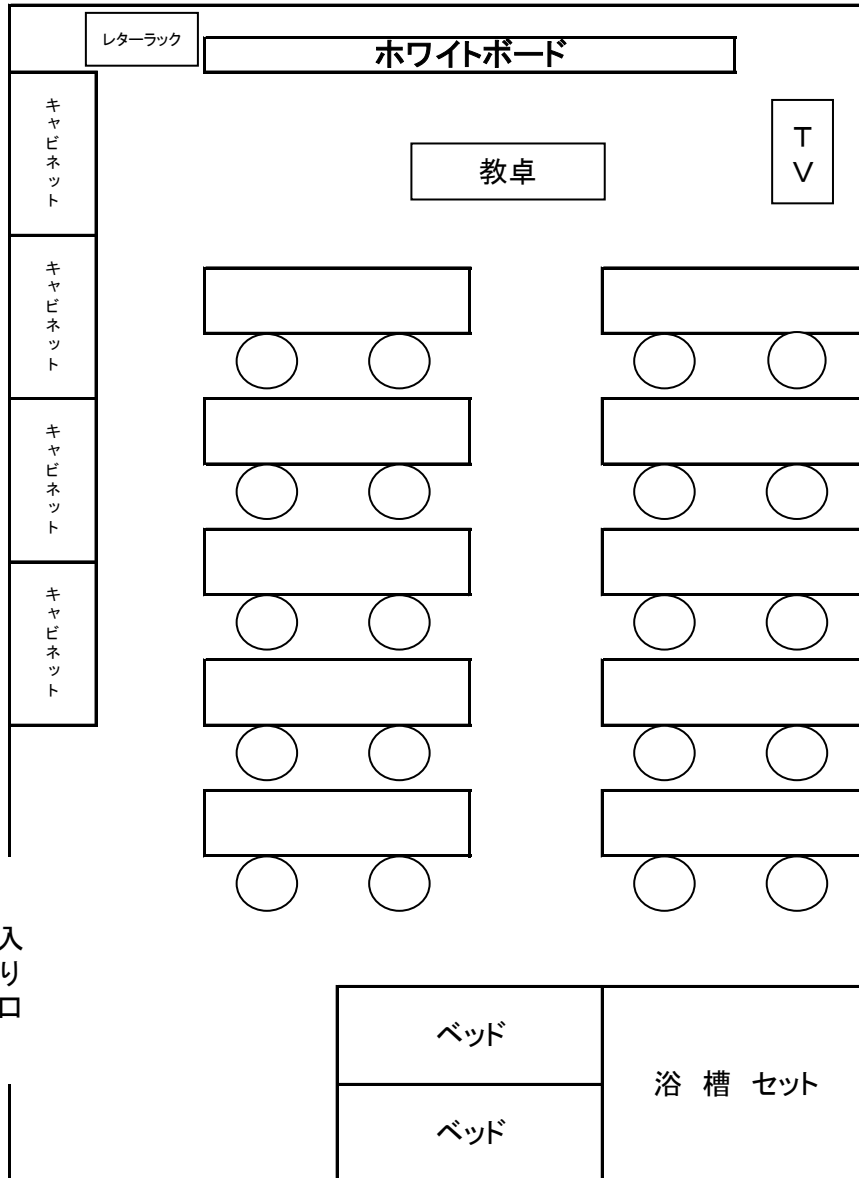 レターラック
ホワイトボード
キャビネット
TV
教卓
キャビネット
キャビネット
キャビネット
入り口
ベッド
浴 槽 セット
ベッド